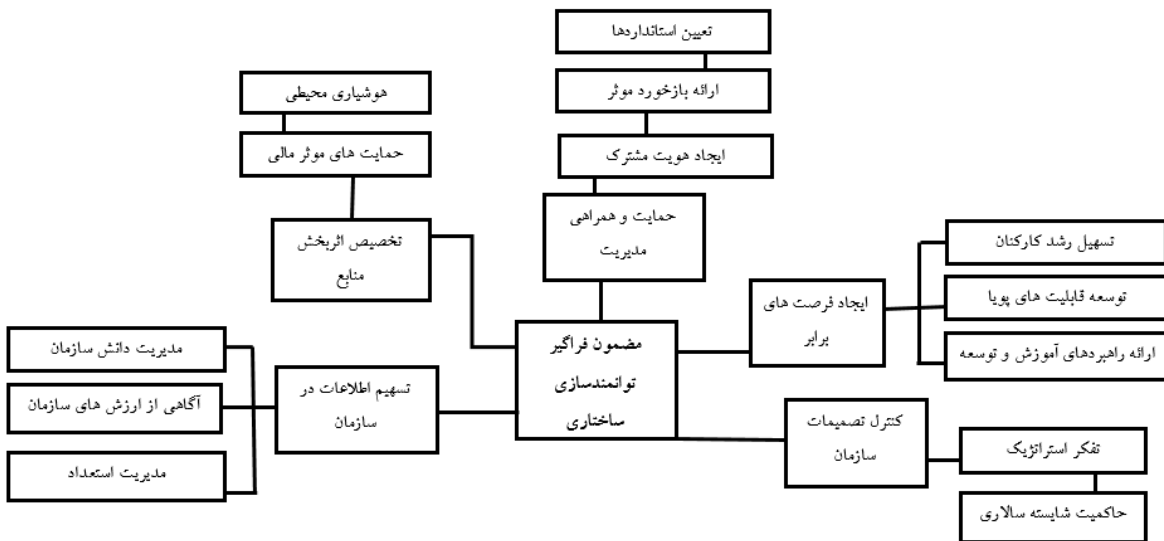 تعیین استانداردها
ارائه بازخورد موثر
ایجاد هویت مشترک
حمایت و همراهی
مدیریت
هوشیاری محیطی
حمایت های موثر مالی
تخصیص اثربخش
منابع
تسهیل رشد کارکنان
توسعه قابلیت های پویا
ارائه راهبردهای آموزش و توسعه
ایجاد فرصت های
برابر
مضمون فراگیر
توانمندسازی
ساختاری
تسهیم اطلاعات در
سازمان
مدیریت دانش سازمان
آگاهی از ارزش های سازمان
مدیریت استعداد
کنترل تصمیمات
سازمان
تفکر استراتژیک
حاکمیت شایسته سالاری